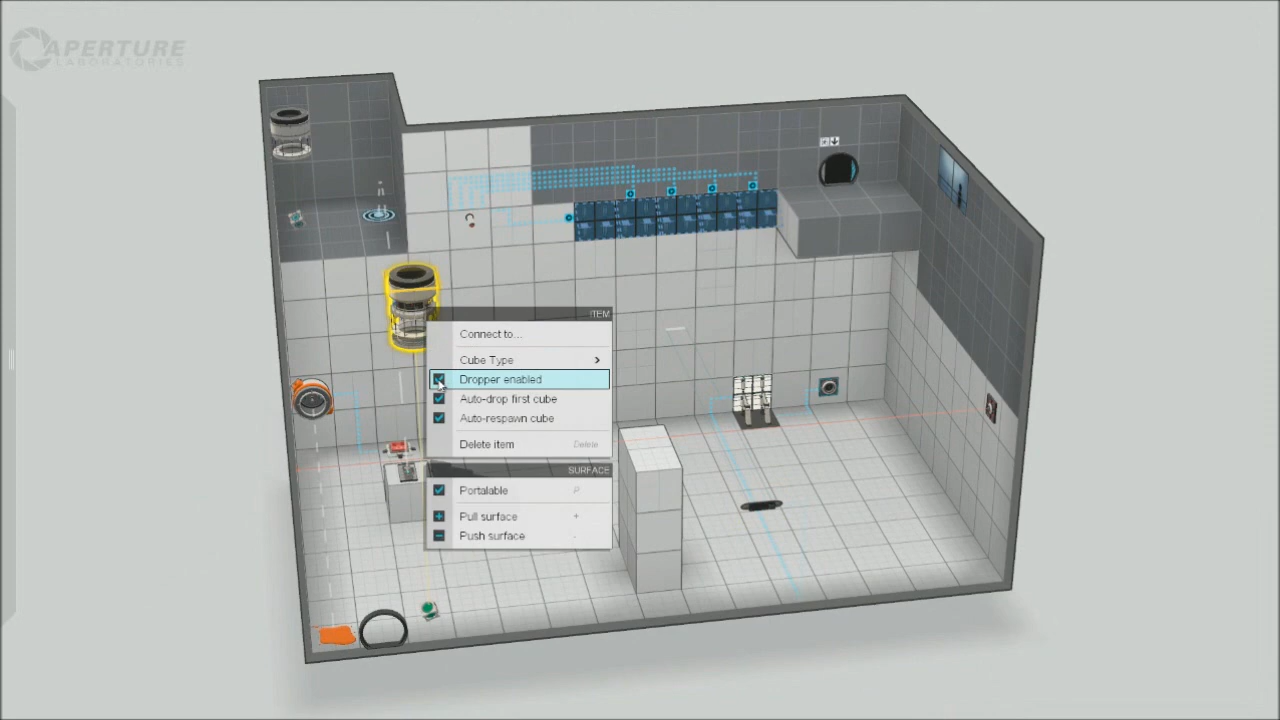 APERTURE
LABORATORIES
ITEM
Connect to...
Cube Type
Dropper enabled
Auto-drop first cube
Auto-respawn cube
Delete item Delete
SURFACE
Portalable P
Pull surface +
Push surface -